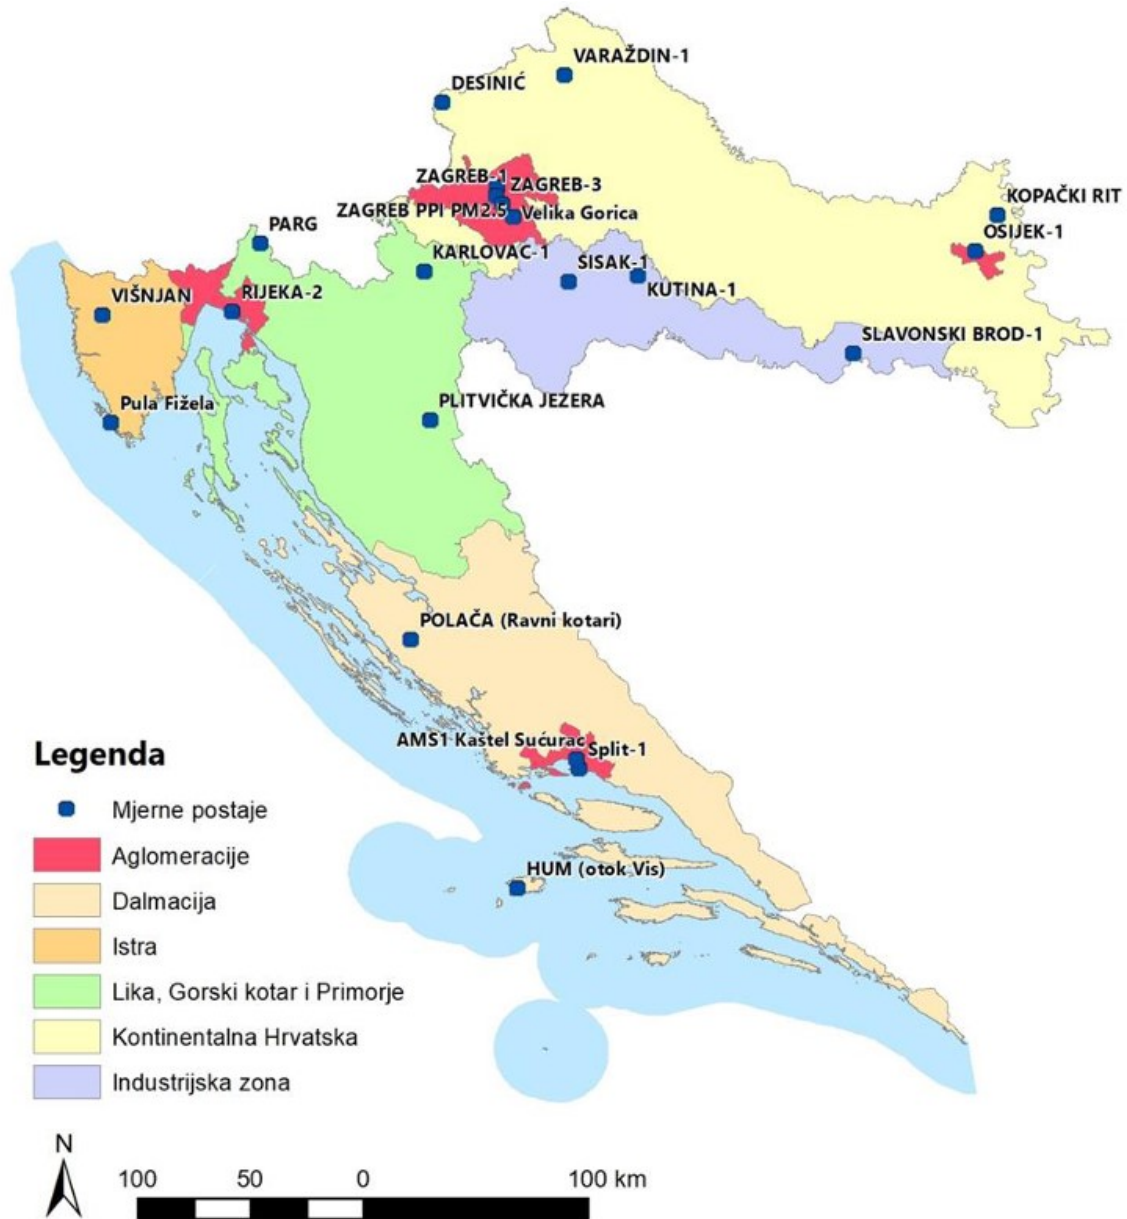 VARAŽDIN-1
DESINIĆ
ZAGREB-1
ZAGREB-3
KOPAČKI RIT
ZAGREB PPI PM2.5
Velika Gorica
PARG
OSIJEK-1
KARLOVAC-1
SISAK-1
KUTINA-1
VIŠNJAN
RIJEKA-2
SLAVONSKI BROD-1
Pula Fižela
PLITVIČKA JEZERA
POLAČA (Ravni kotari)
AMS1 Kaštel Sućurac
Split-1
HUM (otok Vis)
Legenda
Mjerne postaje
Aglomeracije
Dalmacija
Istra
Lika, Gorski kotar i Primorje
Kontinentalna Hrvatska
Industrijska zona
N
100 50 0 100 km